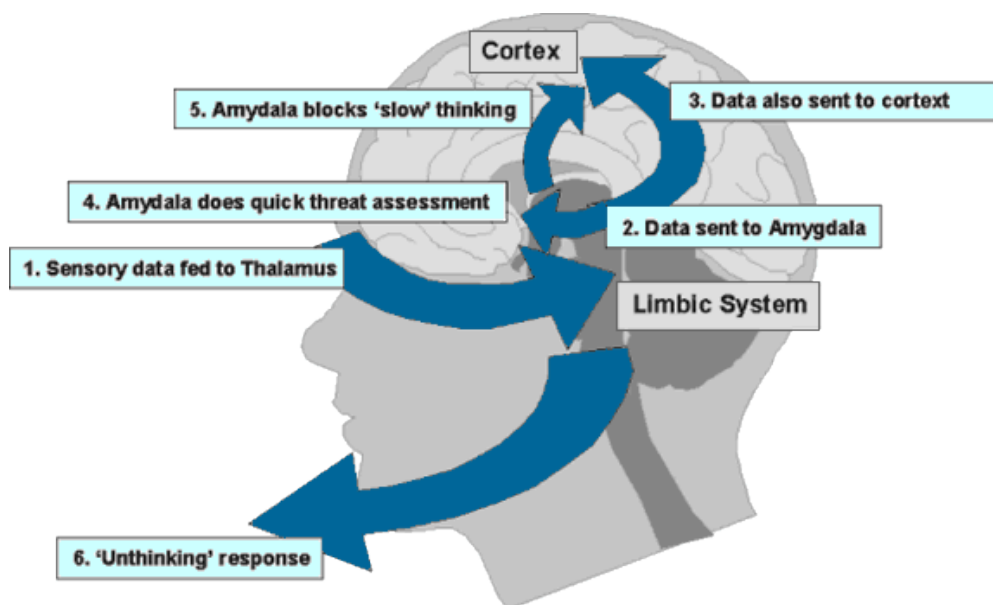 Cortex
5. Amydala blocks ‘slow’ thinking
3. Data also sent to cortext
4. Amydala does quick threat assessment
2. Data sent to Amygdala
1. Sensory data fed to Thalamus
Limbic System
6. ‘Unthinking’ response